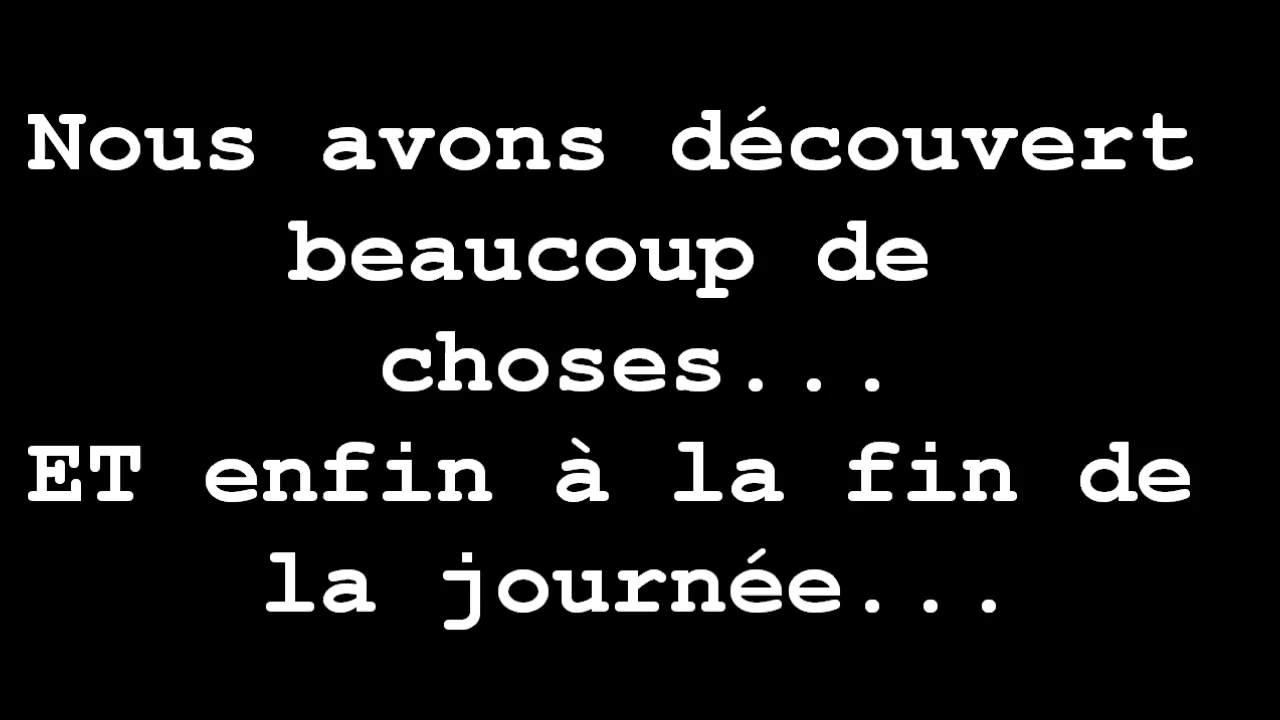 Nous avons découvert
beaucoup de
choses...
ET enfin à la fin de
la journée...